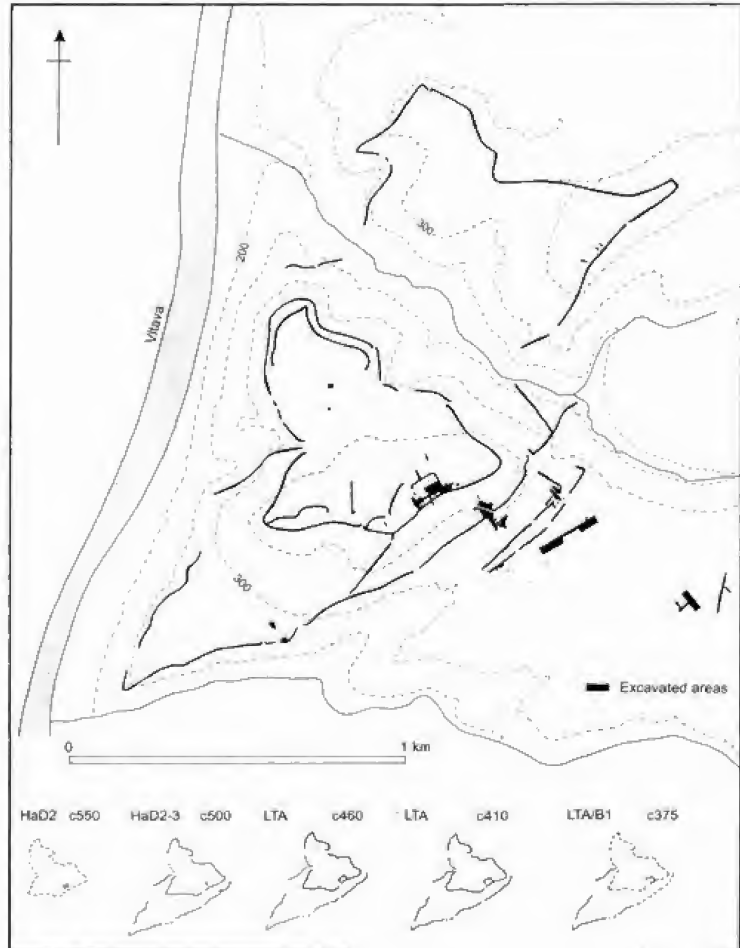 200
300
Vltava
300
Excavated areas
0 1 km
HaD2 c550 HaD2-3 c500 LTA c460 LTA c410 LTA/B1 c375